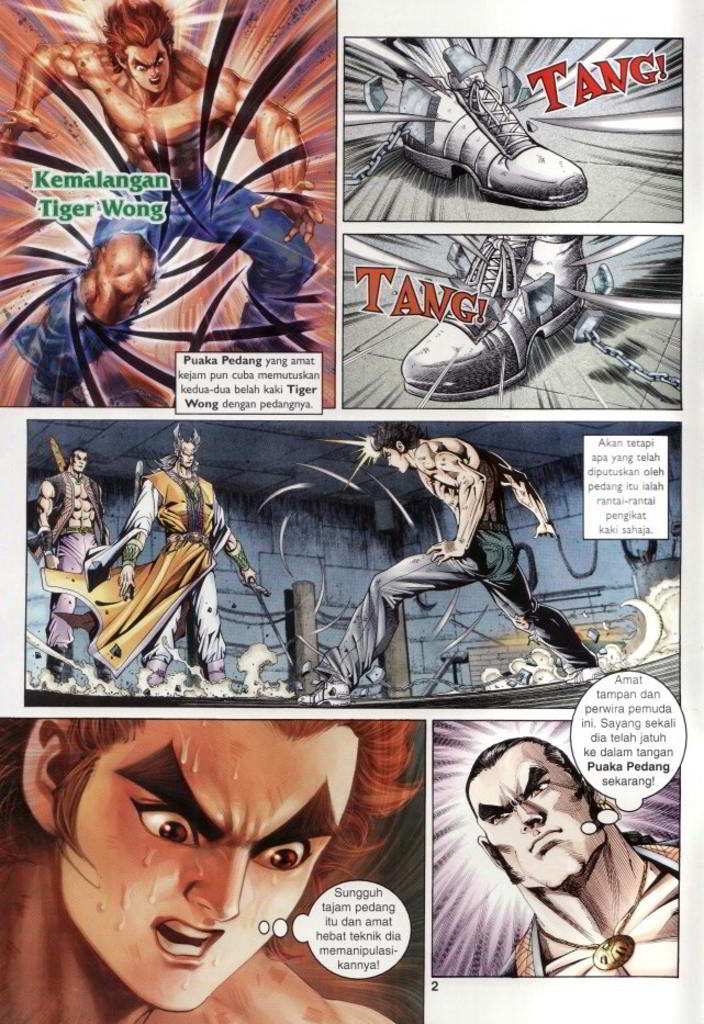 Kemalangan
Tiger Wong
Puaka Pedang yang amat
kejam pun cuba memutuskan
kedua-dua belah kaki Tiger
Wong dengan pedangnya.
TANG!
TANG!
Akan tetapi
apa yang telah
diputuskan oleh
pedang itu ialah
rantai-rantai
pengikat
kaki sahaja.
Sungguh
tajam pedang
itu dan amat
hebat teknik dia
memanipulasi-
kannya!
Amat
tampan dan
perwira pemuda
ini. Sayang sekali
dia telah jatuh
ke dalam tangan
Puaka Pedang
sekarang!
2